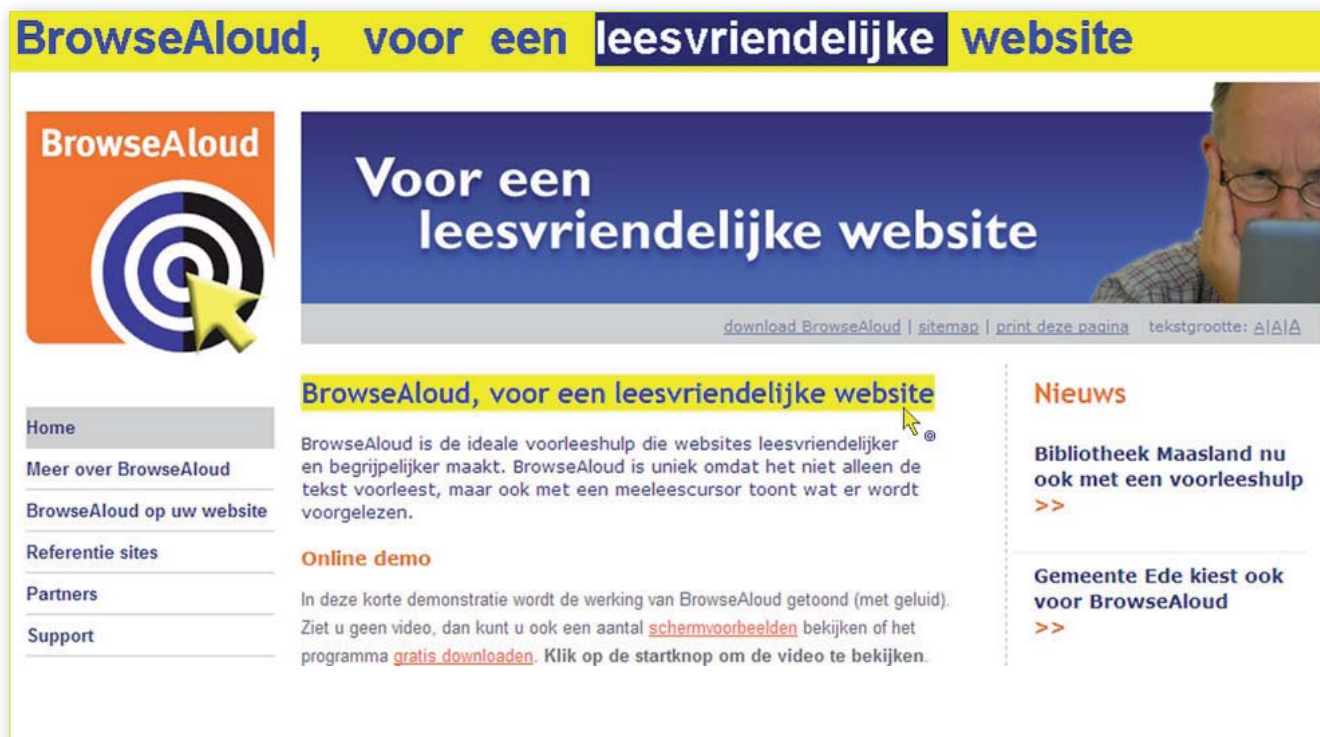 BrowseAloud, voor een leesvriendelijke website
BrowseAloud
Voor een
leesvriendelijke website
download BrowseAloud | sitemap | print deze pagina tekstgrootte: A|A|A
Home
Meer over BrowseAloud
BrowseAloud op uw website
Referentie sites
Partners
Support
BrowseAloud, voor een leesvriendelijke website
BrowseAloud is de ideale voorleeshulp die websites leesvriendelijker
en begrijpelijker maakt. BrowseAloud is uniek omdat het niet alleen de
tekst voorleest, maar ook met een meeleescursor toont wat er wordt
voorgelezen.
Online demo
In deze korte demonstratie wordt de werking van BrowseAloud getoond (met geluid).
Ziet u geen video, dan kunt u ook een aantal schermvoorbeelden bekijken of het
programma gratis downloaden. Klik op de startknop om de video te bekijken.
Nieuws
Bibliotheek Maasland nu
ook met een voorleeshulp
>>
Gemeente Ede kiest ook
voor BrowseAloud
>>